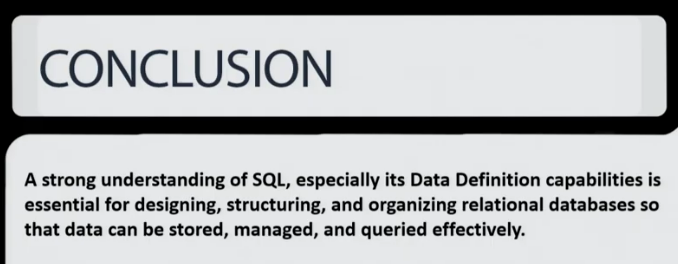 CONCLUSION
A strong understanding of SQL, especially its Data Definition capabilities is
essential for designing, structuring, and organizing relational databases so
that data can be stored, managed, and queried effectively.